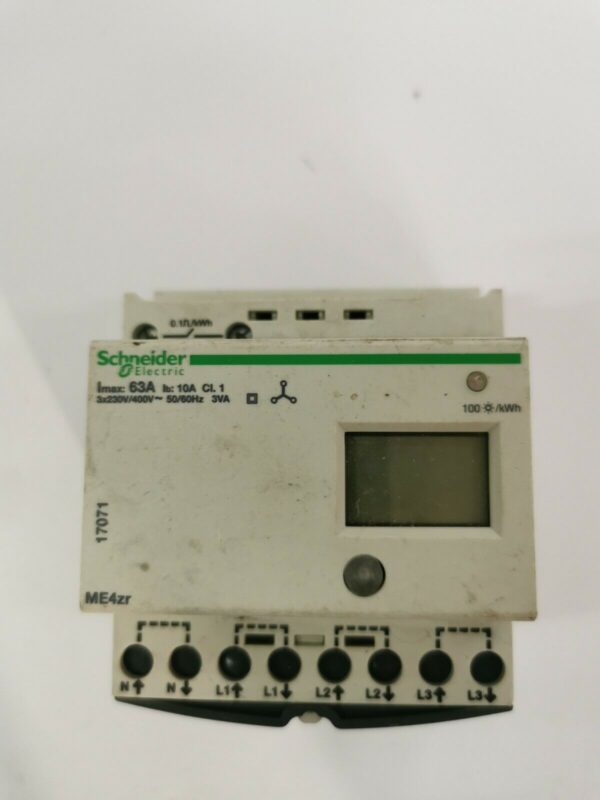 0.1⎍/kWh
Schneider
Electric
Imax: 63A Ib: 10A Cl. 1
3x230V/400V~ 50/60Hz 3VA
100 ☼/kWh
17071
ME4zr
N↑ N↓ L1↑ L1↓ L2↑ L2↓ L3↑ L3↓